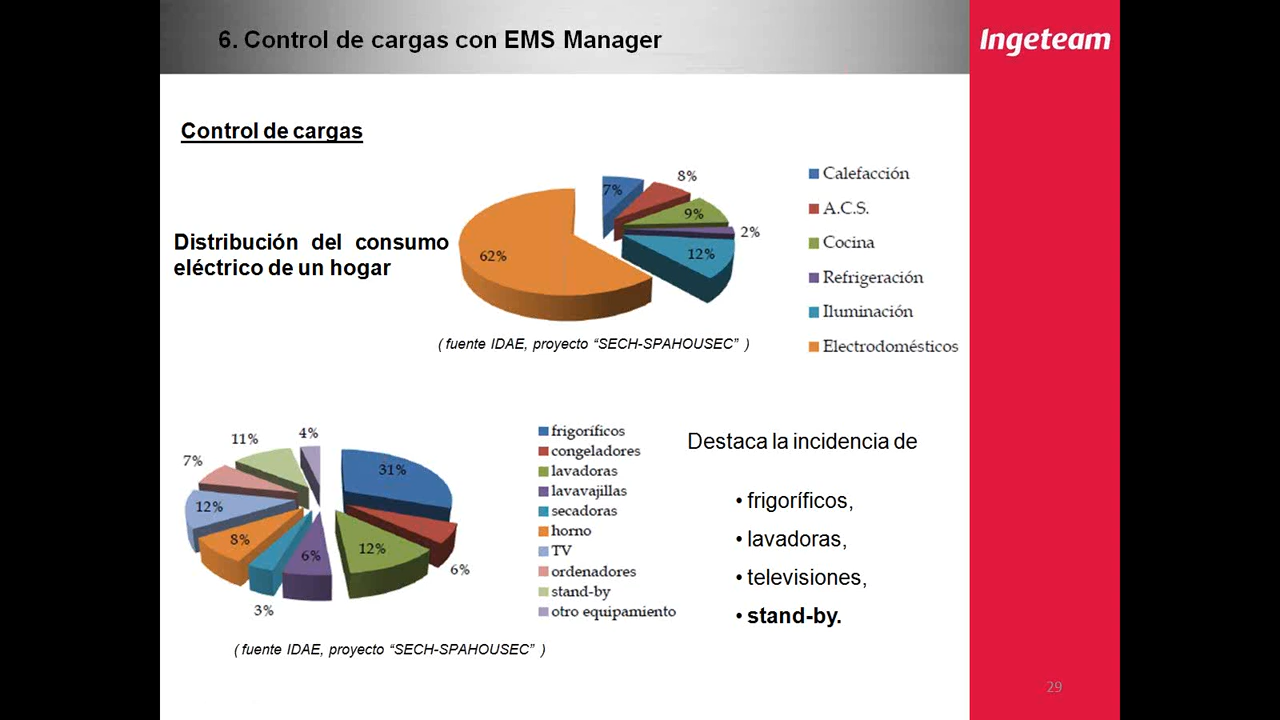 6. Control de cargas con EMS Manager
Ingeteam
Control de cargas
Distribución del consumo
eléctrico de un hogar
7%
8%
9%
2%
12%
62%
Calefacción
A.C.S.
Cocina
Refrigeración
Iluminación
Electrodomésticos
( fuente IDAE, proyecto “SECH-SPAHOUSEC” )
31%
6%
12%
6%
3%
8%
12%
7%
11%
4%
frigoríficos
congeladores
lavadoras
lavavajillas
secadoras
horno
TV
ordenadores
stand-by
otro equipamiento
( fuente IDAE, proyecto “SECH-SPAHOUSEC” )
Destaca la incidencia de
• frigoríficos,
• lavadoras,
• televisiones,
• stand-by.
29